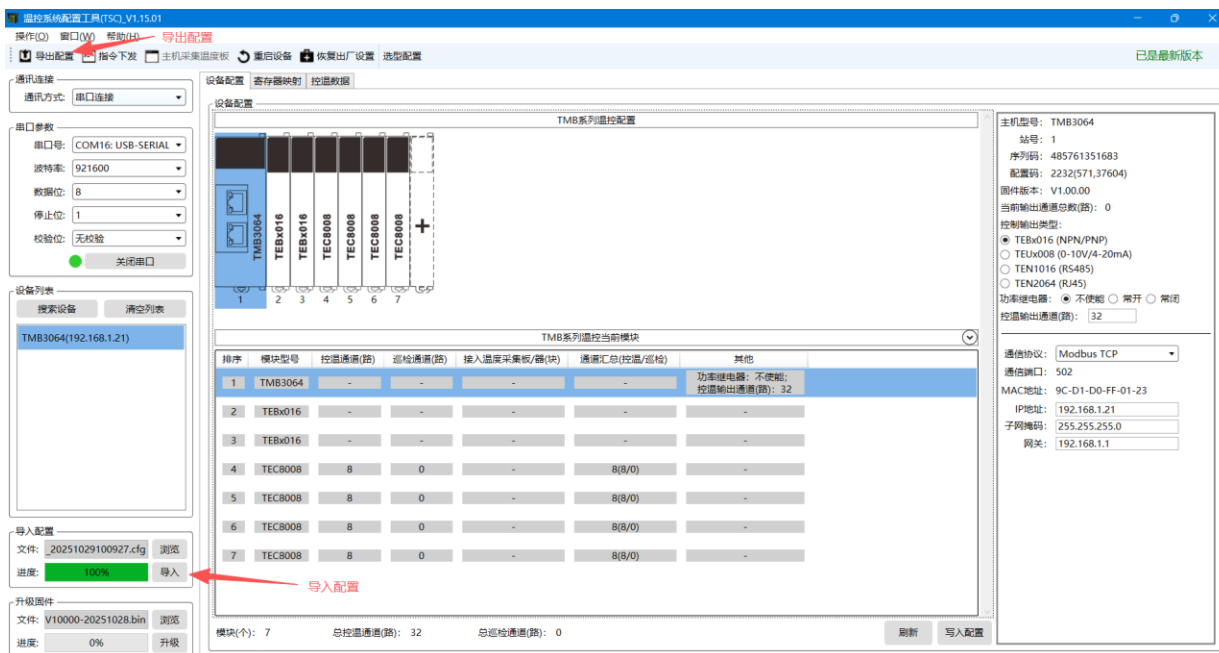 温控系统配置工具(TSC)_V1.15.01
操作(O) 窗口(W) 帮助(H)
导出配置
导出配置 指令下发 主机采集温度板 重启设备 恢复出厂设置 选型配置 已是最新版本
通讯连接
通讯方式: 串口连接
串口参数
串口号: COM16: USB-SERIAL
波特率: 921600
数据位: 8
停止位: 1
校验位: 无校验
关闭串口
设备列表
搜索设备 清空列表
TMB3064(192.168.1.21)
导入配置
文件: _20251029100927.cfg 浏览
进度: 100% 导入
导入配置
升级固件
文件: V10000-20251028.bin 浏览
进度: 0% 升级
设备配置 寄存器映射 控温数据
设备配置
TMB系列温控配置
TMB3064 TEBx016 TEBx016 TEC8008 TEC8008 TEC8008 TEC8008 +
1 2 3 4 5 6 7
TMB系列温控当前模块
排序 模块型号 控温通道(路) 巡检通道(路) 接入温度采集板/器(块) 通道汇总(控温/巡检) 其他
1 TMB3064 - - - - 功率继电器: 不使能;
控温输出通道(路): 32
2 TEBx016 - - - - -
3 TEBx016 - - - - -
4 TEC8008 8 0 - 8(8/0) -
5 TEC8008 8 0 - 8(8/0) -
6 TEC8008 8 0 - 8(8/0) -
7 TEC8008 8 0 - 8(8/0) -
模块(个): 7 总控温通道(路): 32 总巡检通道(路): 0 刷新 写入配置
主机型号: TMB3064
站号: 1
序列码: 485761351683
配置码: 2232(571,37604)
固件版本: V1.00.00
当前输出通道总数(路): 0
控制输出类型:
TEBx016 (NPN/PNP)
TEUx008 (0-10V/4-20mA)
TEN1016 (RS485)
TEN2064 (RJ45)
功率继电器: 不使能 常开 常闭
控温输出通道(路): 32
通信协议: Modbus TCP
通信端口: 502
MAC地址: 9C-D1-D0-FF-01-23
IP地址: 192.168.1.21
子网掩码: 255.255.255.0
网关: 192.168.1.1